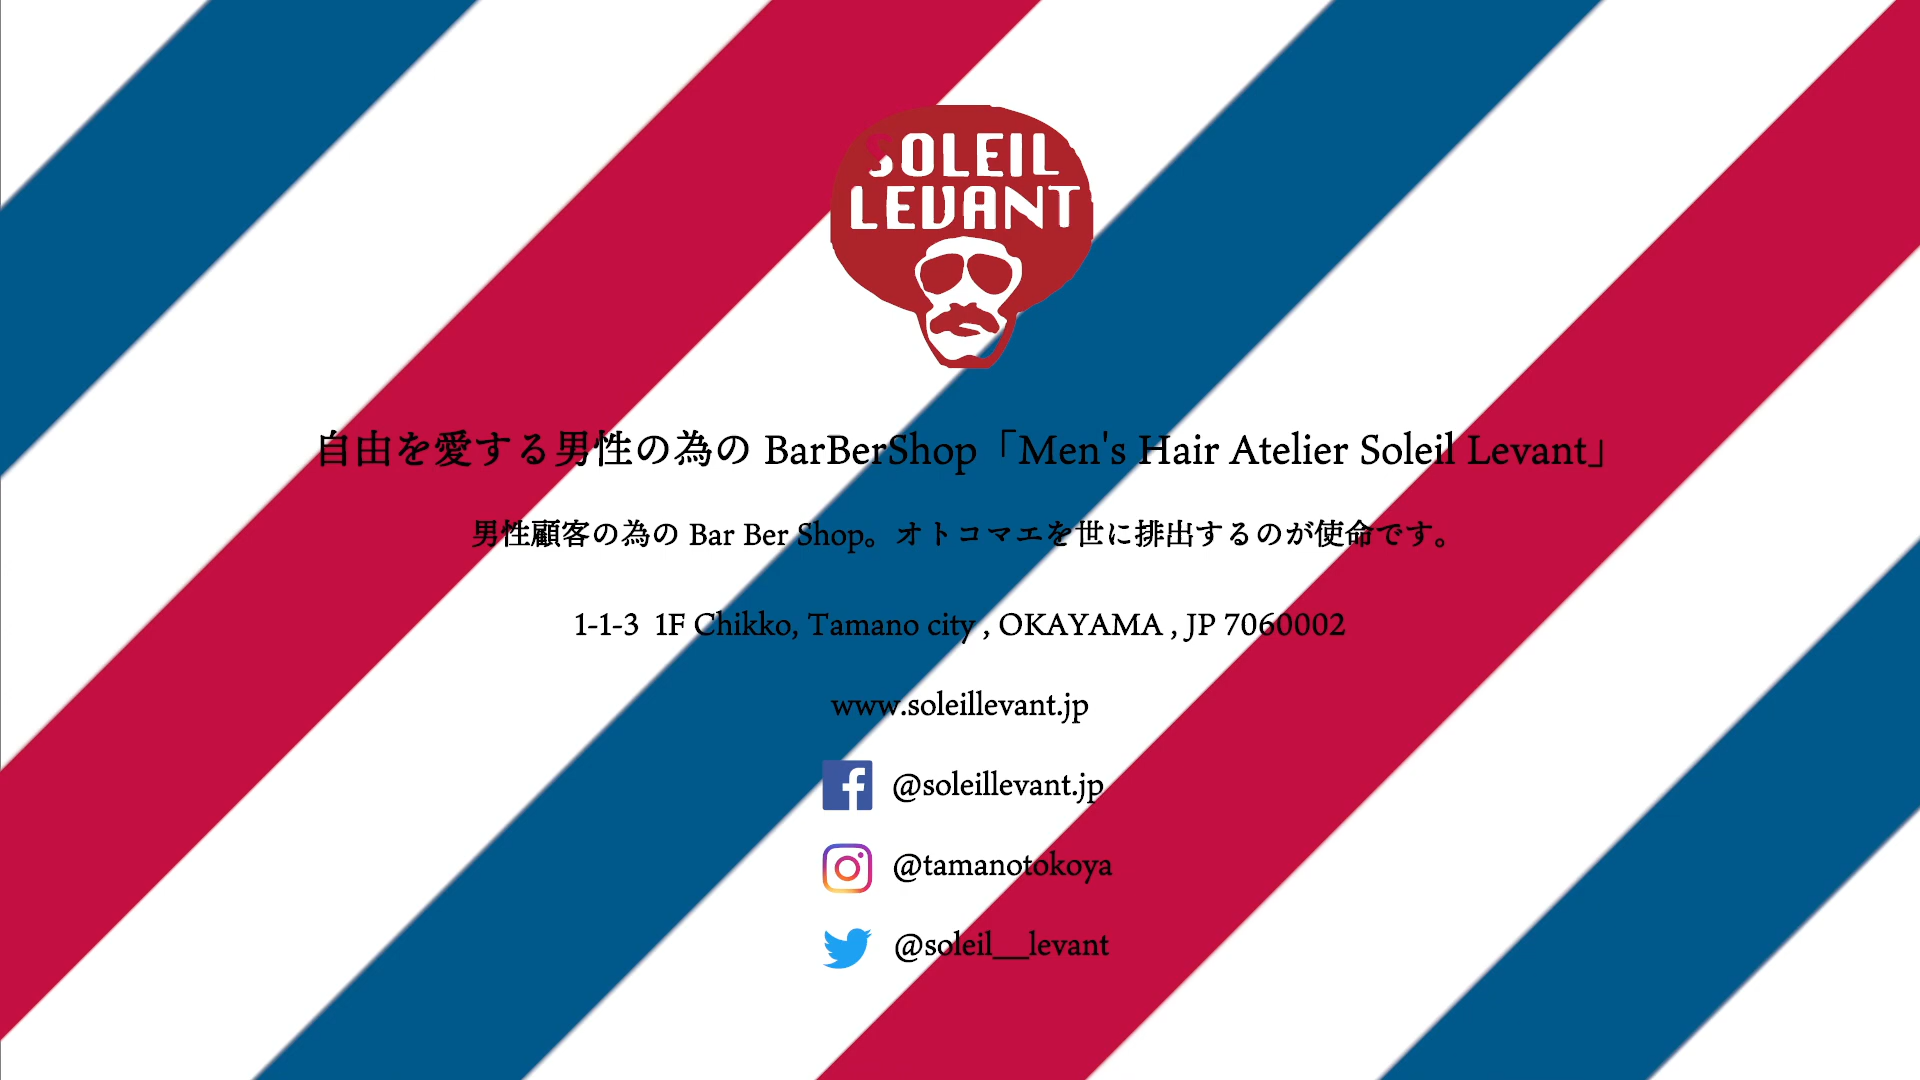 SOLEIL
LEVANT
自由を愛する男性の為の BarBerShop「Men's Hair Atelier Soleil Levant」
男性顧客の為の Bar Ber Shop。オトコマエを世に排出するのが使命です。
1-1-3 1F Chikko, Tamano city , OKAYAMA , JP 7060002
www.soleillevant.jp
@soleillevant.jp
@tamanotokoya
@soleil__levant